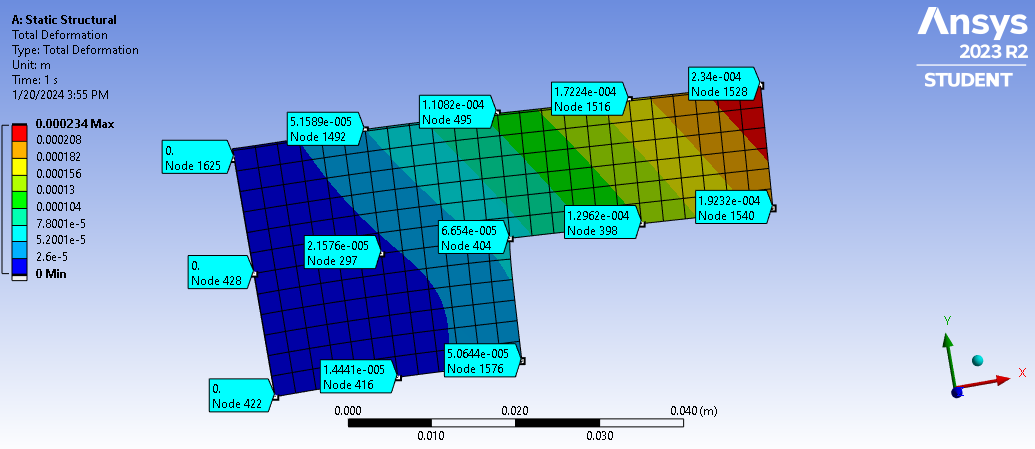 A: Static Structural
Total Deformation
Type: Total Deformation
Unit: m
Time: 1 s
1/20/2024 3:55 PM
Ansys
2023 R2
STUDENT
0.000234 Max
0.000208
0.000182
0.000156
0.00013
0.000104
7.8001e-5
5.2001e-5
2.6e-5
0 Min
2.34e-004
Node 1528
1.7224e-004
Node 1516
1.1082e-004
Node 495
5.1589e-005
Node 1492
0.
Node 1625
1.9232e-004
Node 1540
1.2962e-004
Node 398
6.654e-005
Node 404
2.1576e-005
Node 297
0.
Node 428
5.0644e-005
Node 1576
1.4441e-005
Node 416
0.
Node 422
Y
X
0.000
0.020
0.040 (m)
0.010
0.030